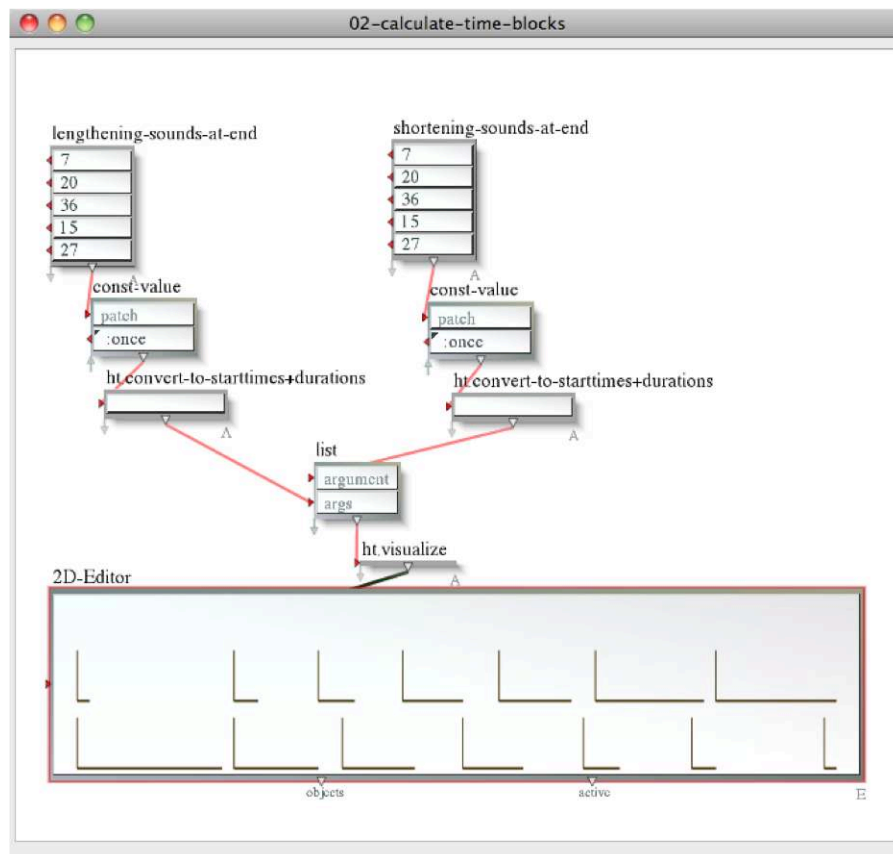 02-calculate-time-blocks
lengthening-sounds-at-end
7
20
36
15
27
A
const-value
patch
:once
ht.convert-to-starttimes+durations
A
shortening-sounds-at-end
7
20
36
15
27
A
const-value
patch
:once
ht.convert-to-starttimes+durations
A
list
argument
args
ht.visualize
A
2D-Editor
objects
active
E